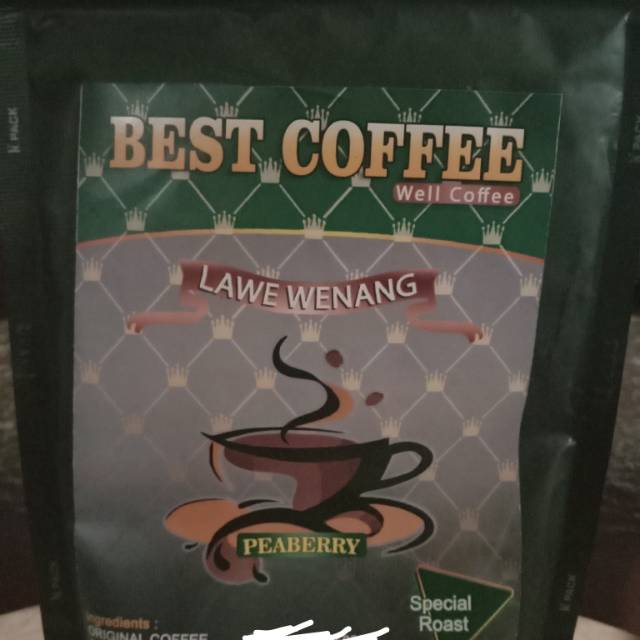 BEST COFFEE
Well Coffee
LAWE WENANG
PEABERRY
Special
Roast
Ingredients :
ORIGINAL COFFEE